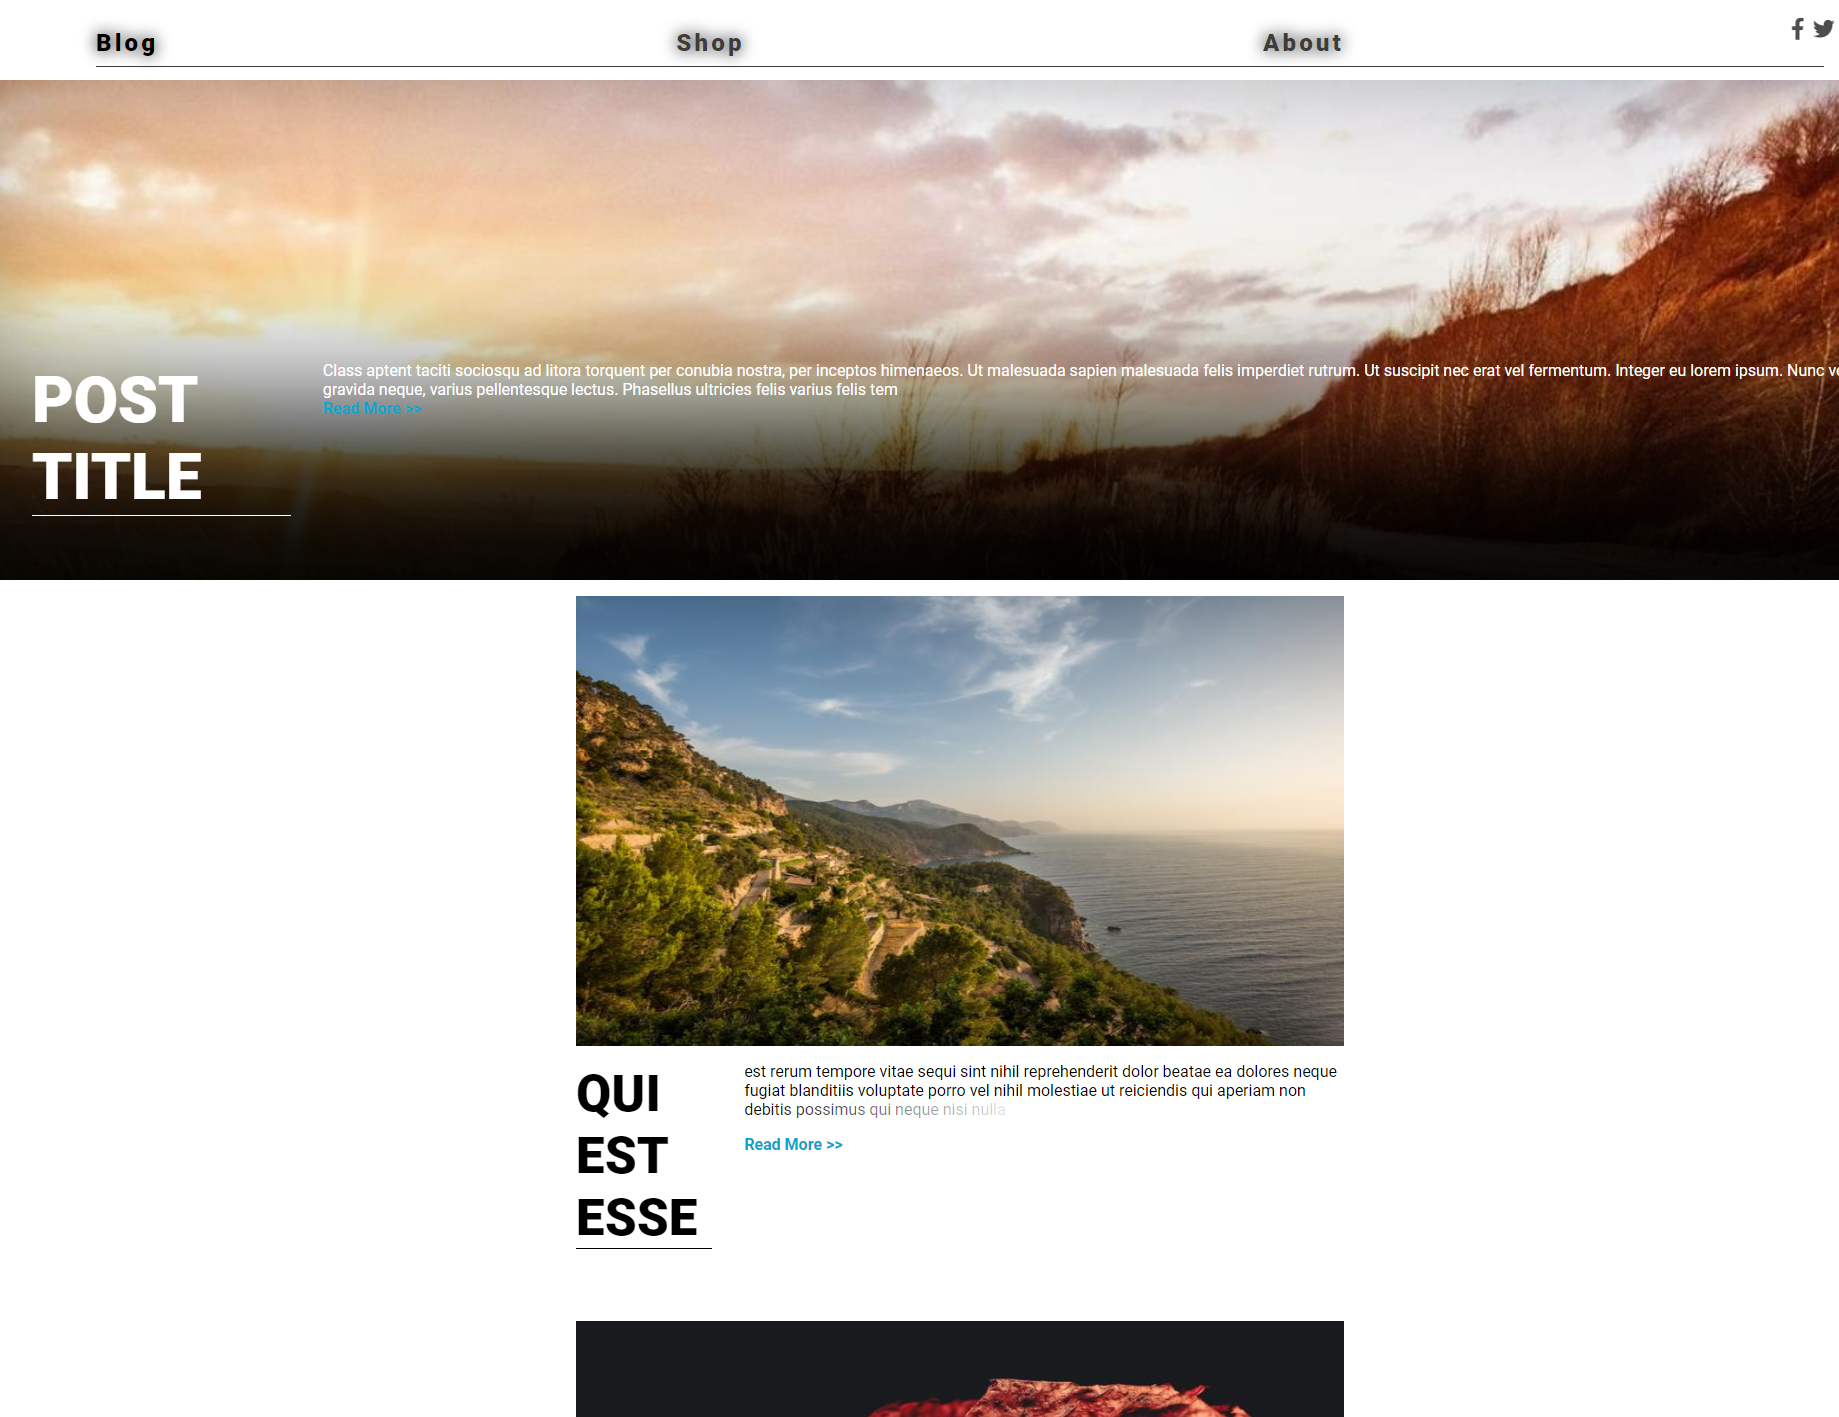 Blog
Shop
About
Class aptent taciti sociosqu ad litora torquent per conubia nostra, per inceptos himenaeos. Ut malesuada sapien malesuada felis imperdiet rutrum. Ut suscipit nec erat vel fermentum. Integer eu lorem ipsum. Nunc
gravida neque, varius pellentesque lectus. Phasellus ultricies felis varius felis tem
Read More >>
POST
TITLE
est rerum tempore vitae sequi sint nihil reprehenderit dolor beatae ea dolores neque
fugiat blanditiis voluptate porro vel nihil molestiae ut reiciendis qui aperiam non
debitis possimus qui neque nisi nulla
Read More >>
QUI
EST
ESSE